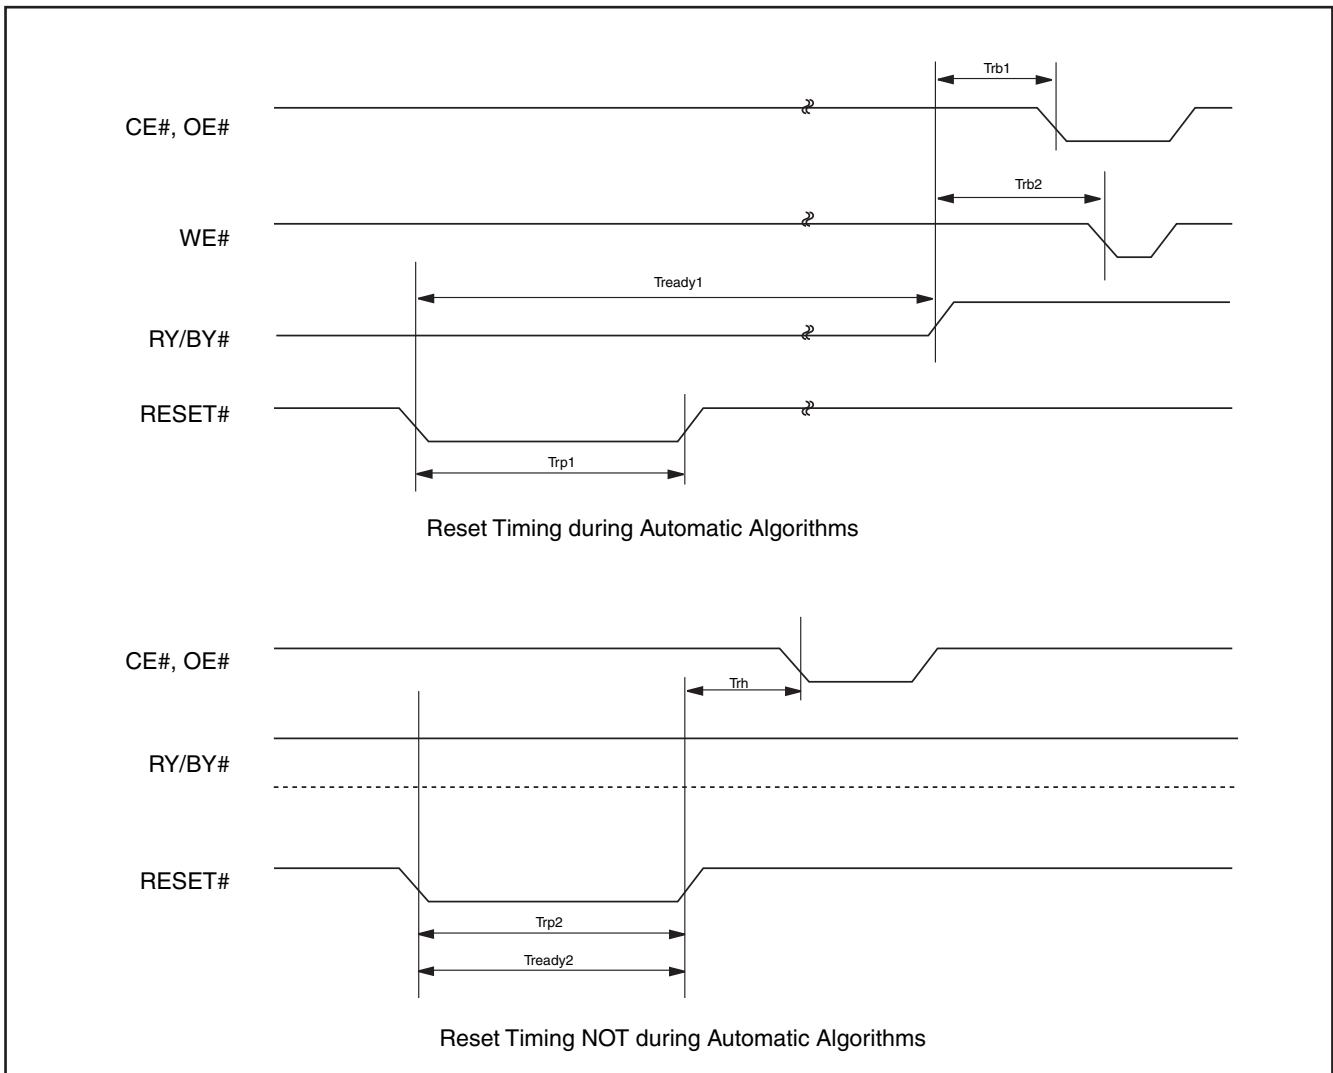 Trb1
CE#, OE#
Trb2
WE#
Tready1
RY/BY#
RESET#
Trp1
Reset Timing during Automatic Algorithms
CE#, OE#
Trh
RY/BY#
RESET#
Trp2
Tready2
Reset Timing NOT during Automatic Algorithms